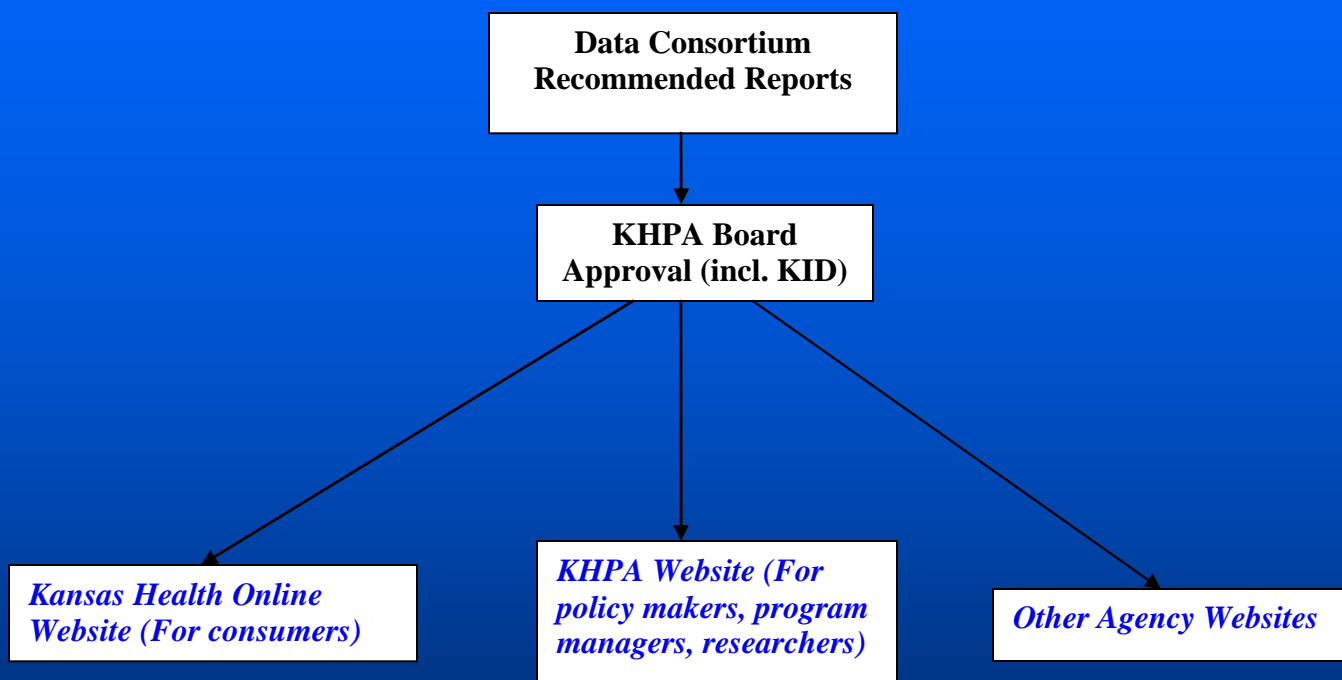 Data Consortium
Recommended Reports
KHPA Board
Approval (incl. KID)
Kansas Health Online
Website (For consumers)
KHPA Website (For
policy makers, program
managers, researchers)
Other Agency Websites